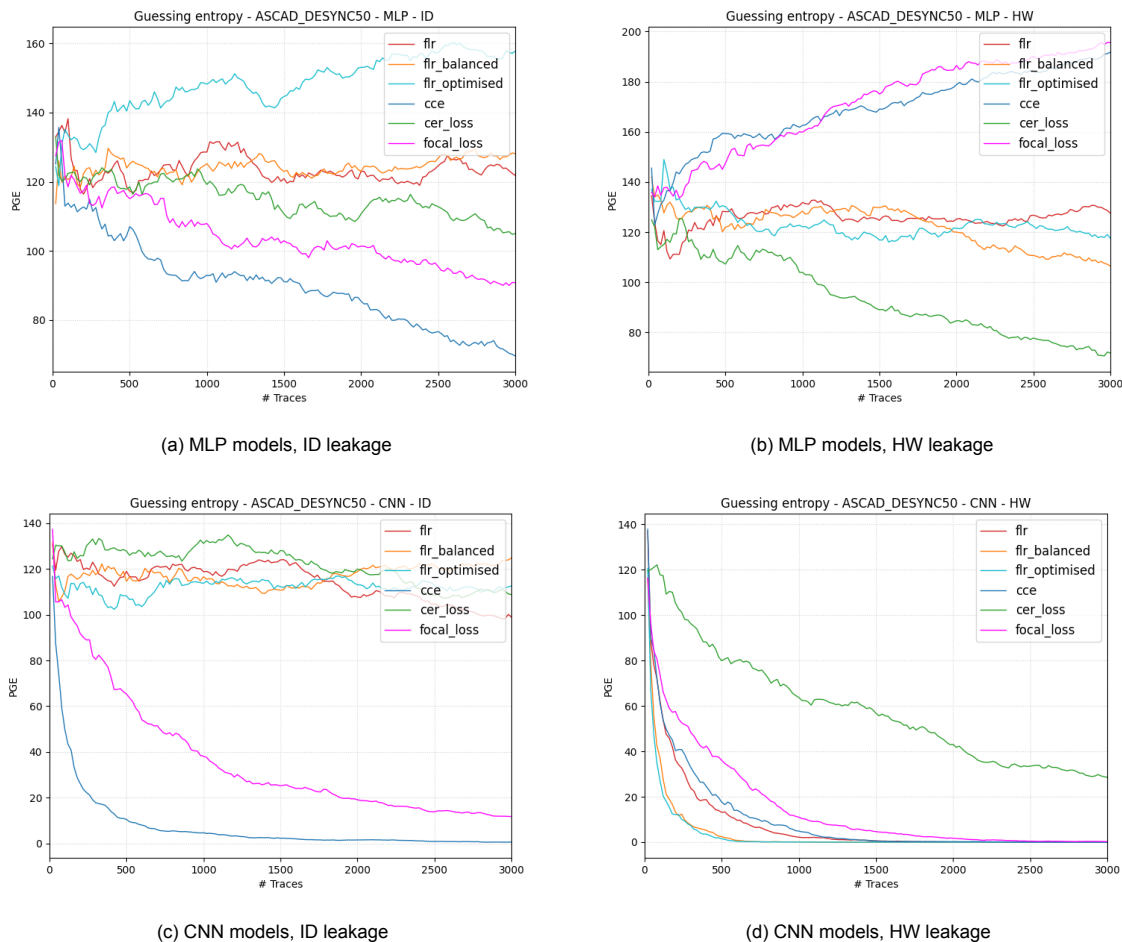 Guessing entropy - ASCAD_DESYNC50 - MLP - ID
160
140
120
100
80
PGE
0
500
1000
1500
2000
2500
3000
# Traces
flr
flr_balanced
flr_optimised
cce
cer_loss
focal_loss
(a) MLP models, ID leakage
Guessing entropy - ASCAD_DESYNC50 - MLP - HW
200
180
160
140
120
100
80
PGE
0
500
1000
1500
2000
2500
3000
# Traces
flr
flr_balanced
flr_optimised
cce
cer_loss
focal_loss
(b) MLP models, HW leakage
Guessing entropy - ASCAD_DESYNC50 - CNN - ID
140
120
100
80
60
40
20
0
PGE
0
500
1000
1500
2000
2500
3000
# Traces
flr
flr_balanced
flr_optimised
cce
cer_loss
focal_loss
(c) CNN models, ID leakage
Guessing entropy - ASCAD_DESYNC50 - CNN - HW
140
120
100
80
60
40
20
0
PGE
0
500
1000
1500
2000
2500
3000
# Traces
flr
flr_balanced
flr_optimised
cce
cer_loss
focal_loss
(d) CNN models, HW leakage